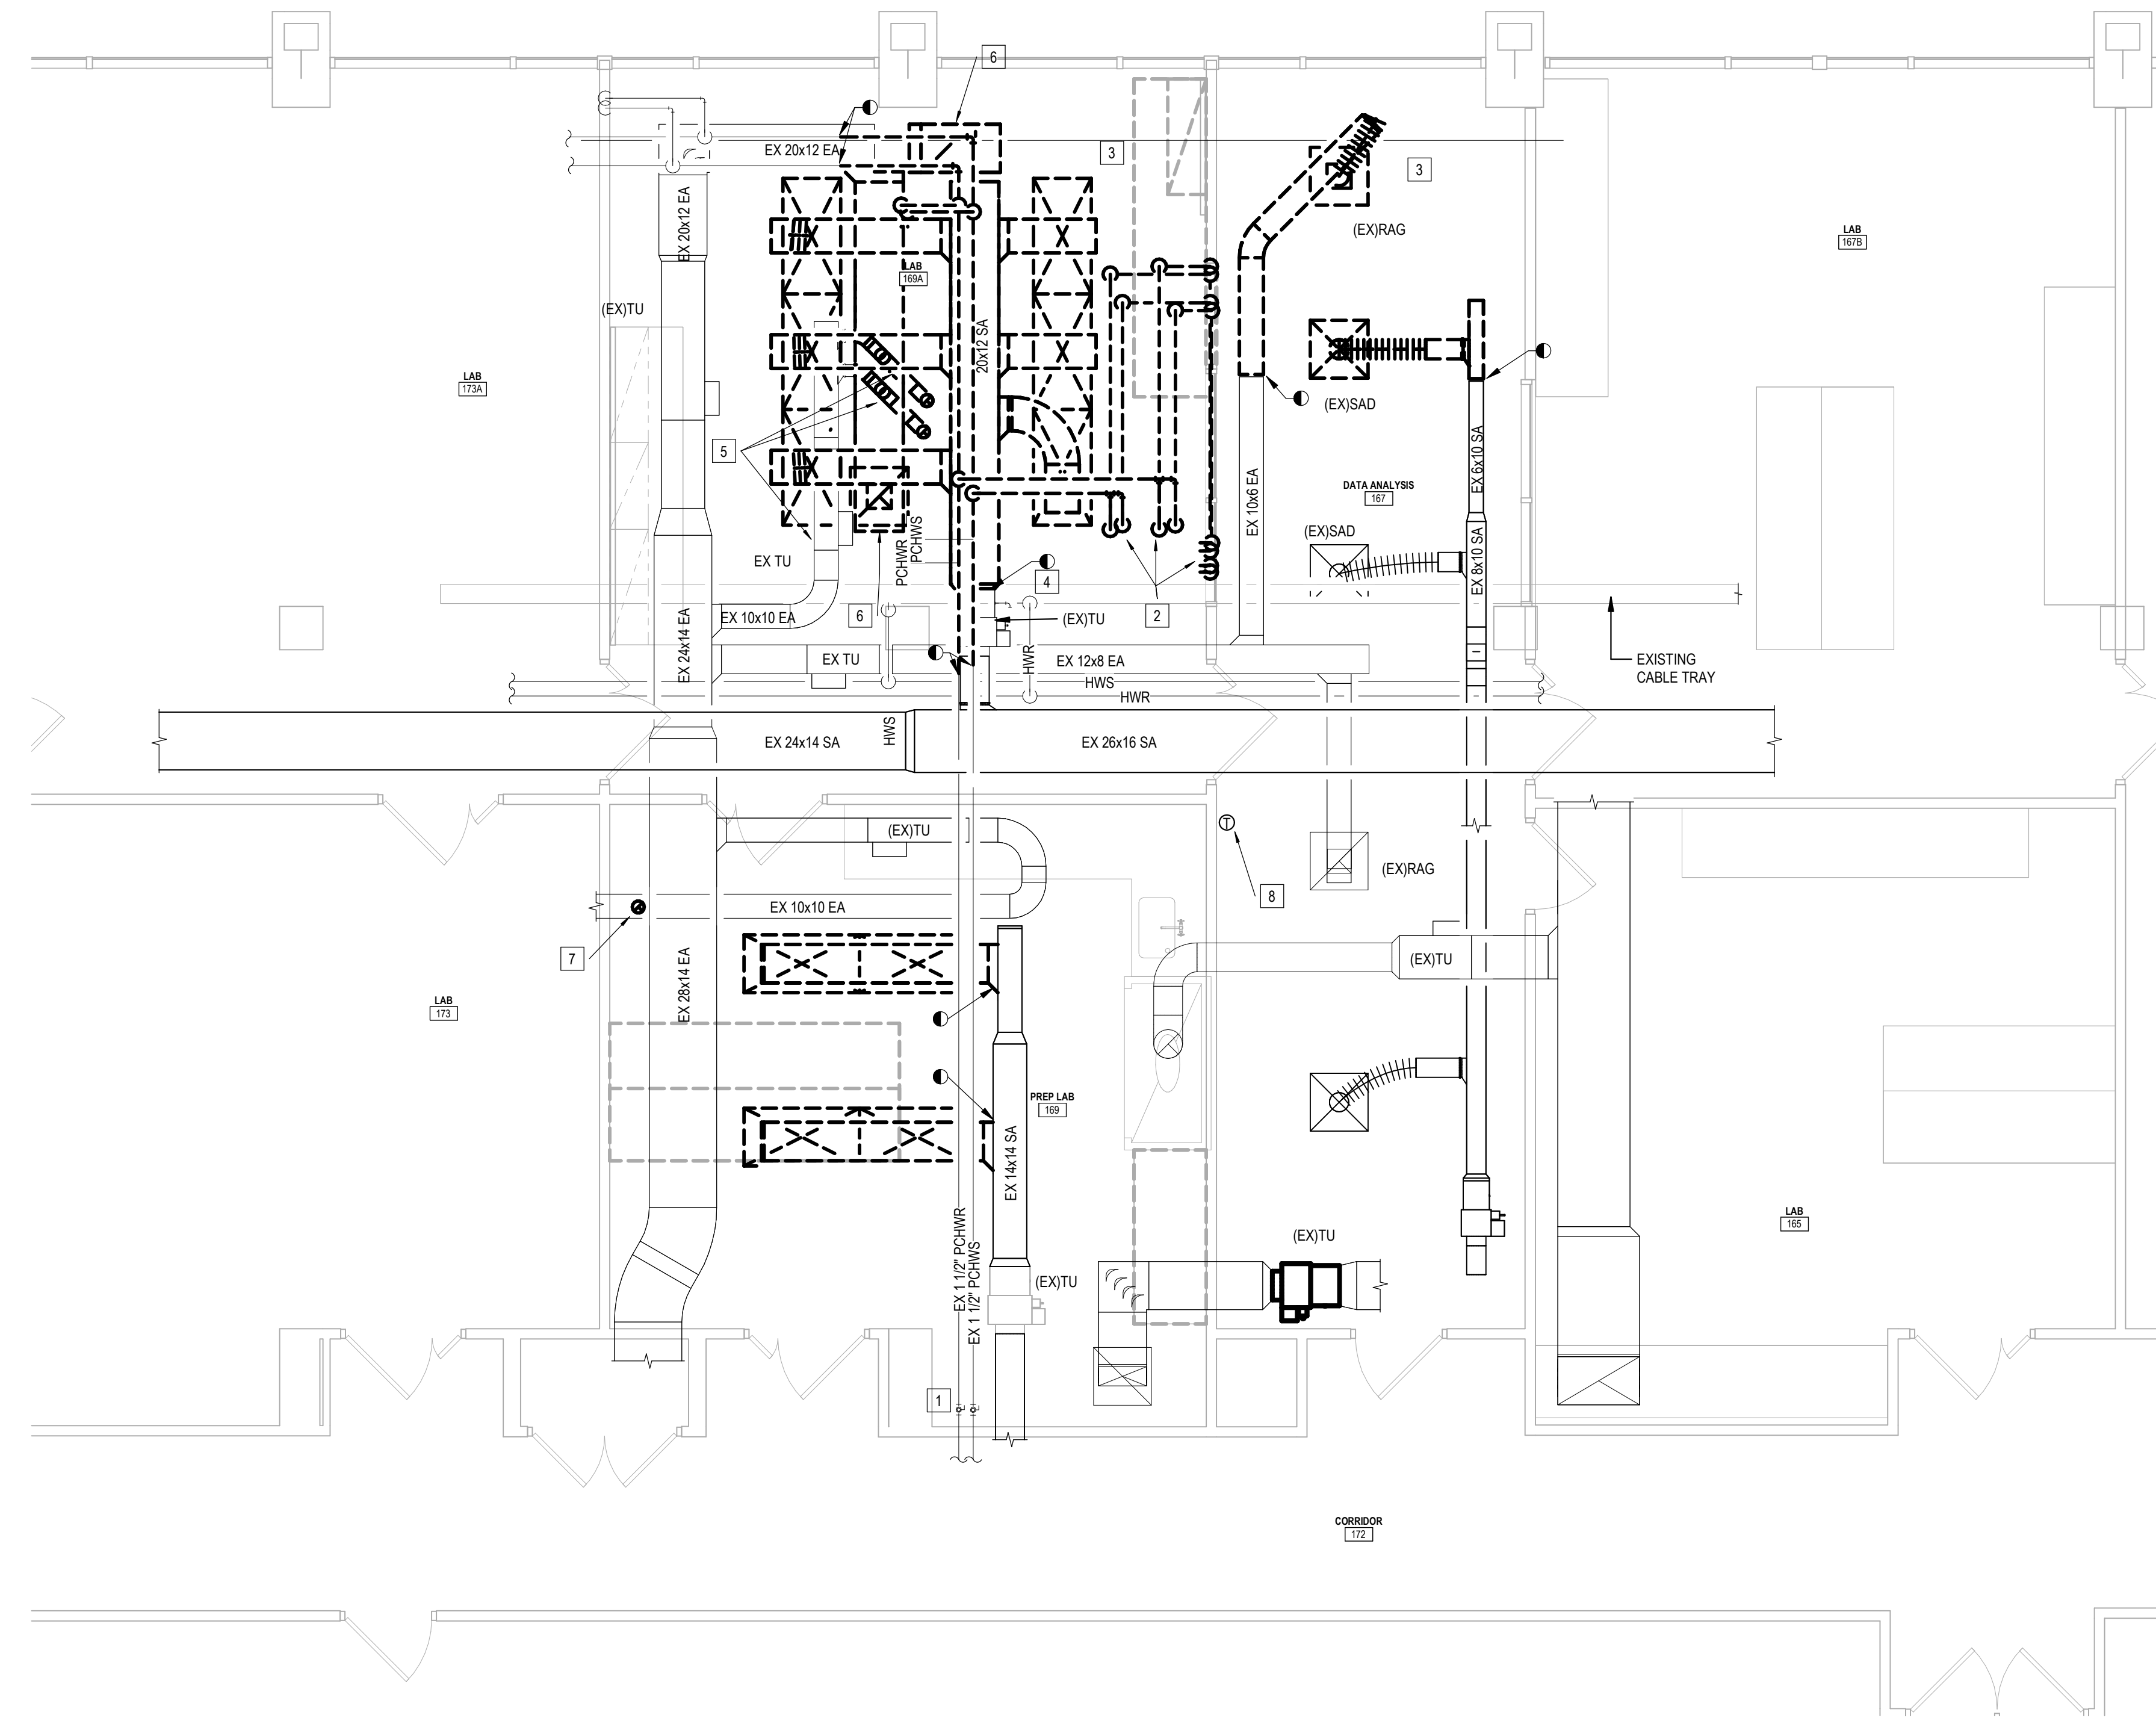 6
EX 20x12 EA
3
3
EX 20x12 EA
(EX)RAG
LAB
167B
LAB
169A
(EX)TU
20x12 SA
LAB
173A
(EX)SAD
5
EX 6x10 SA
EX 10x6 EA
DATA ANALYSIS
167
(EX)SAD
PCHWR
PCHWS
EX 8x10 SA
EX TU
4
EX 10x10 EA
6
(EX)TU
2
EX 24x14 EA
EX TU
HWR
EX 12x8 EA
EXISTING
CABLE TRAY
HWS
HWR
HWS
EX 24x14 SA
EX 26x16 SA
T
(EX)TU
(EX)RAG
8
EX 10x10 EA
7
(EX)TU
EX 28x14 EA
LAB
173
PREP LAB
169
EX 14x14 SA
LAB
165
EX 1 1/2" PCHWR
EX 1 1/2" PCHWS
(EX)TU
(EX)TU
1
CORRIDOR
172